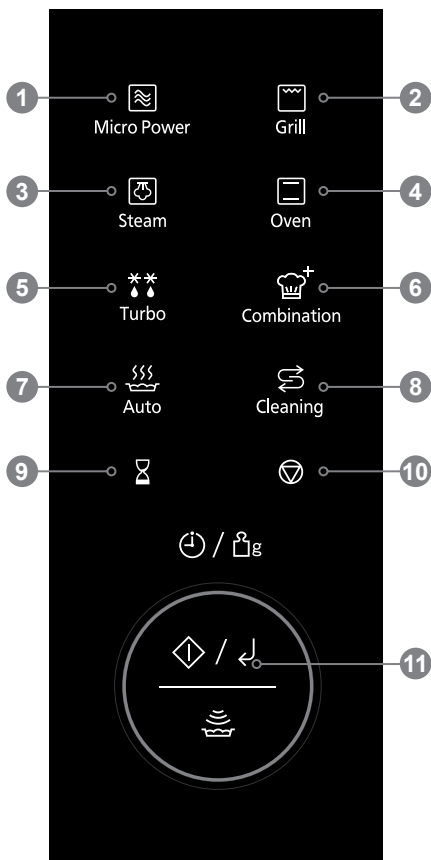 1 2
Micro Power Grill
3 4
Steam Oven
5 6
Turbo Combination
7 8
Auto Cleaning
9 10
/ g
/ 11